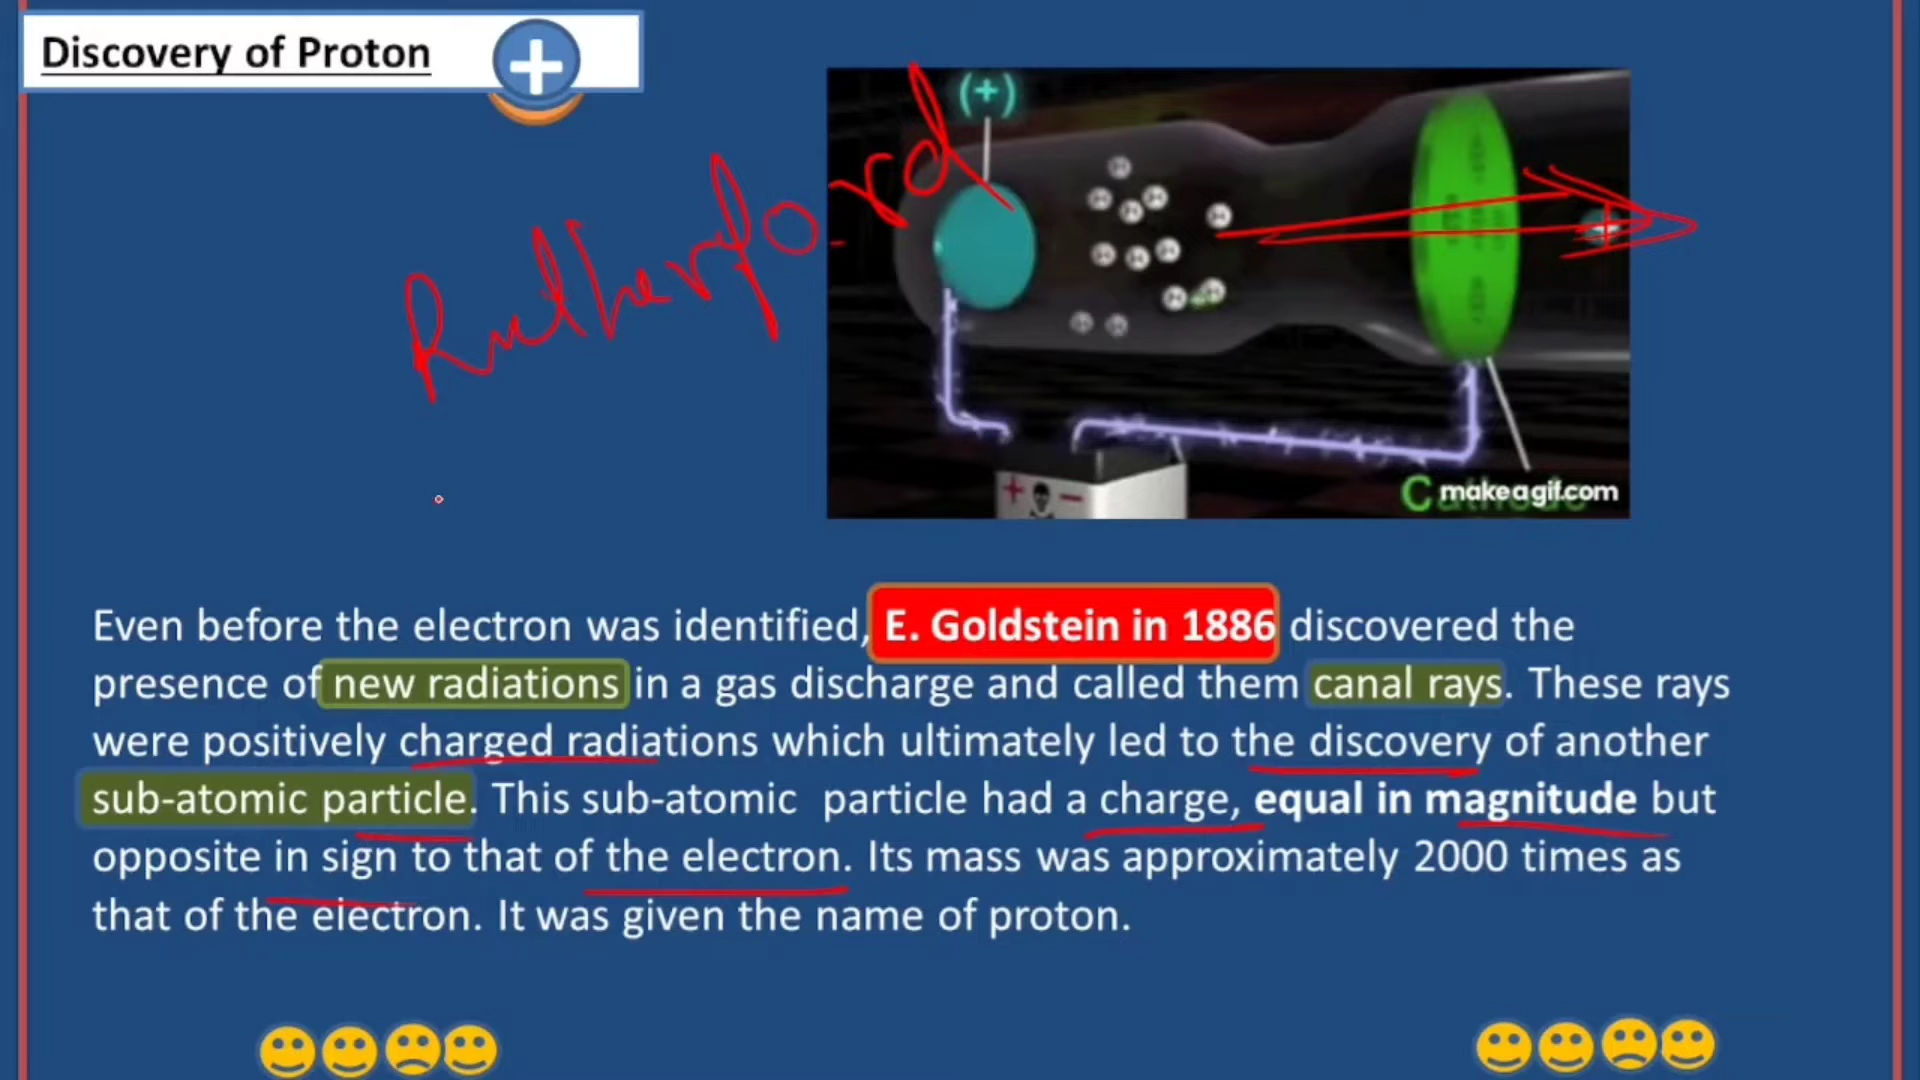 Discovery of Proton
(+)
Rutherford
+ −
makeagif.com
Even before the electron was identified, E. Goldstein in 1886 discovered the
presence of new radiations in a gas discharge and called them canal rays. These rays
were positively charged radiations which ultimately led to the discovery of another
sub-atomic particle. This sub-atomic particle had a charge, equal in magnitude but
opposite in sign to that of the electron. Its mass was approximately 2000 times as
that of the electron. It was given the name of proton.